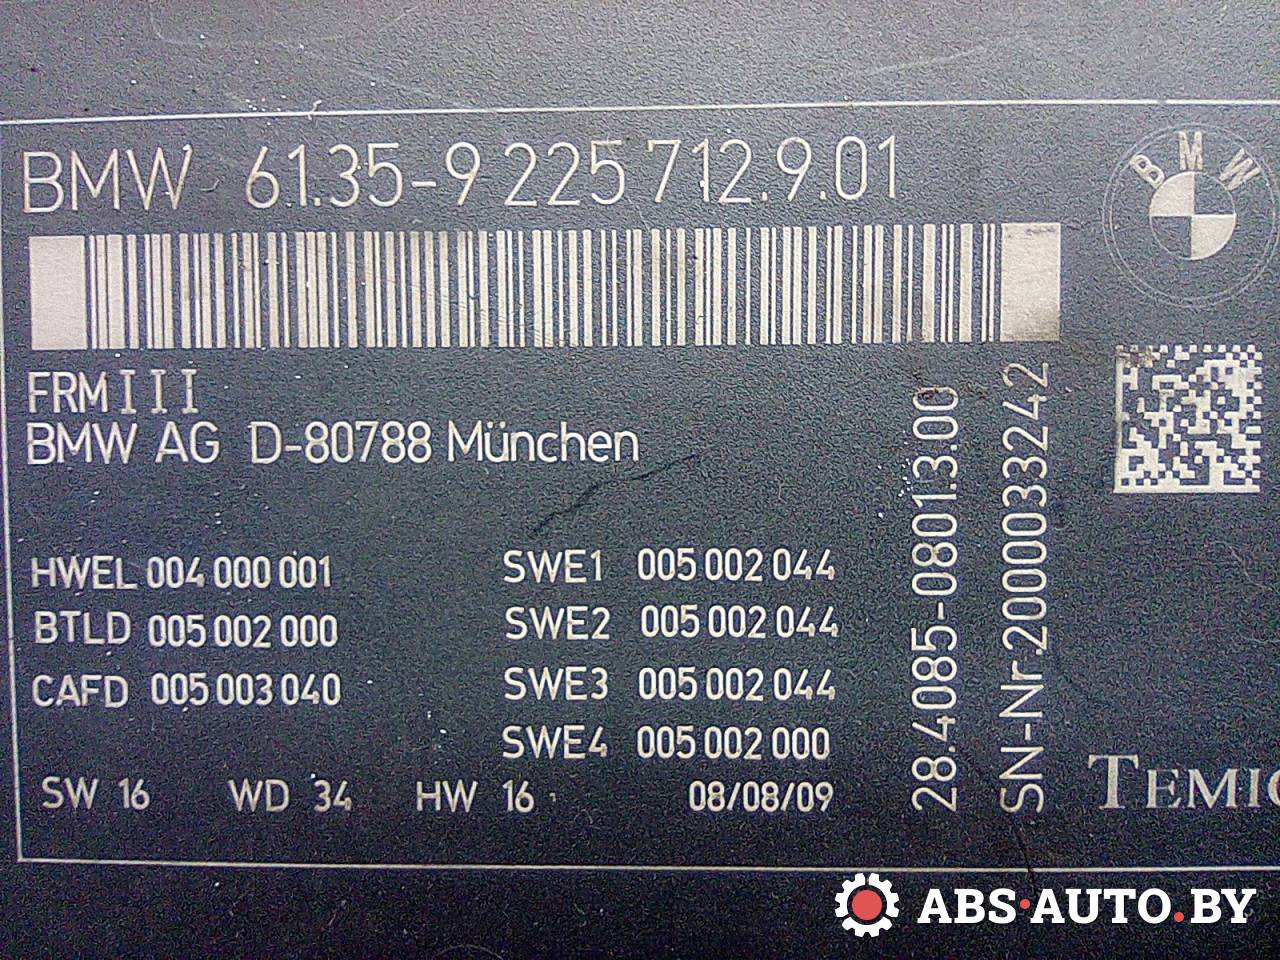 BMW 61.35-9 225 712.9.01
BMW
FRM III
BMW AG D-80788 München
HWEL 004 000 001
BTLD 005 002 000
CAFD 005 003 040
SWE1 005 002 044
SWE2 005 002 044
SWE3 005 002 044
SWE4 005 002 000
SW 16 WD 34 HW 16 08/08/09
28.4085-08013.00
SN-Nr.2000033242
TEMIC
ABS·AUTO.BY